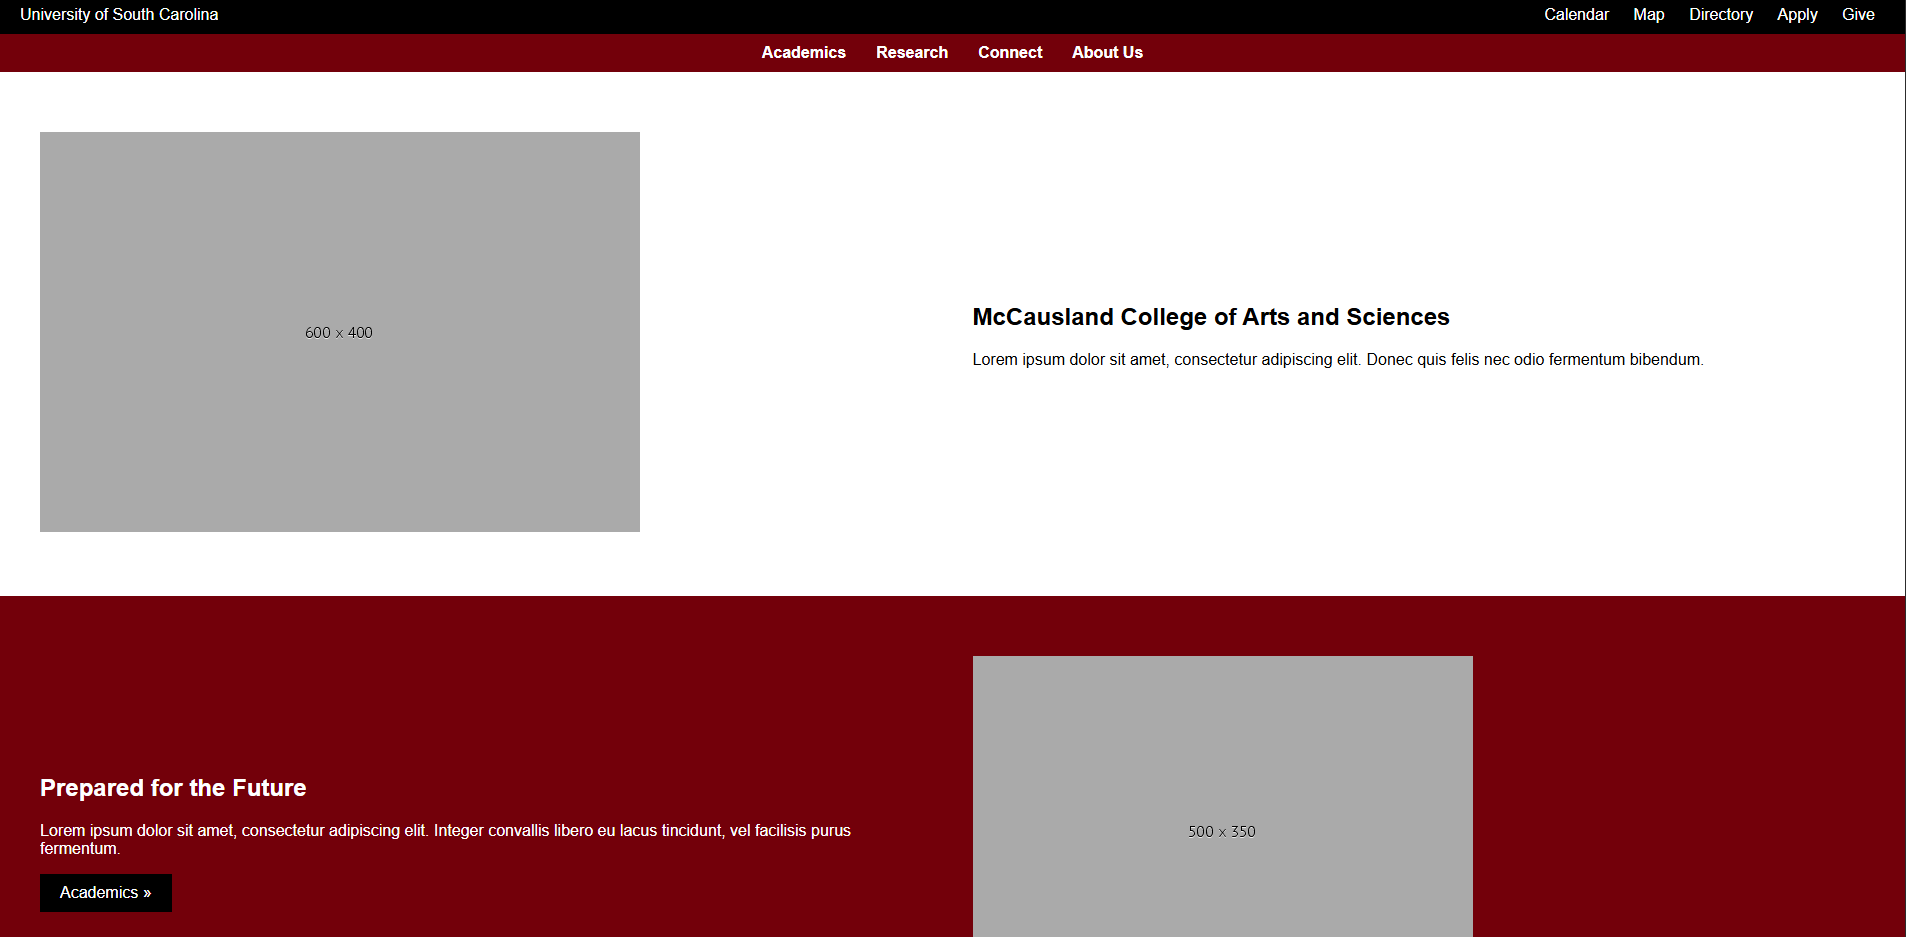 University of South Carolina
Calendar Map Directory Apply Give
Academics Research Connect About Us
600 x 400
McCausland College of Arts and Sciences
Lorem ipsum dolor sit amet, consectetur adipiscing elit. Donec quis felis nec odio fermentum bibendum.
Prepared for the Future
Lorem ipsum dolor sit amet, consectetur adipiscing elit. Integer convallis libero eu lacus tincidunt, vel facilisis purus
fermentum.
Academics »
500 x 350